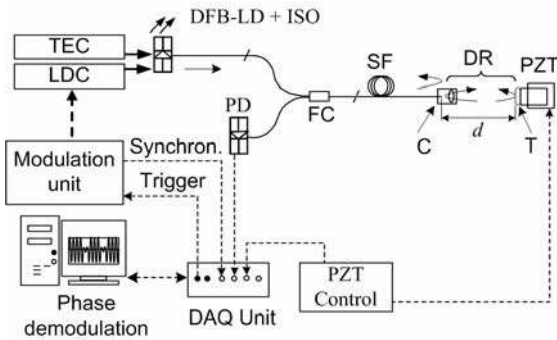 DFB-LD + ISO
TEC
LDC
SF
DR
PZT
PD
FC
C
d
T
Modulation
unit
Synchron.
Trigger
Phase
demodulation
DAQ Unit
PZT
Control